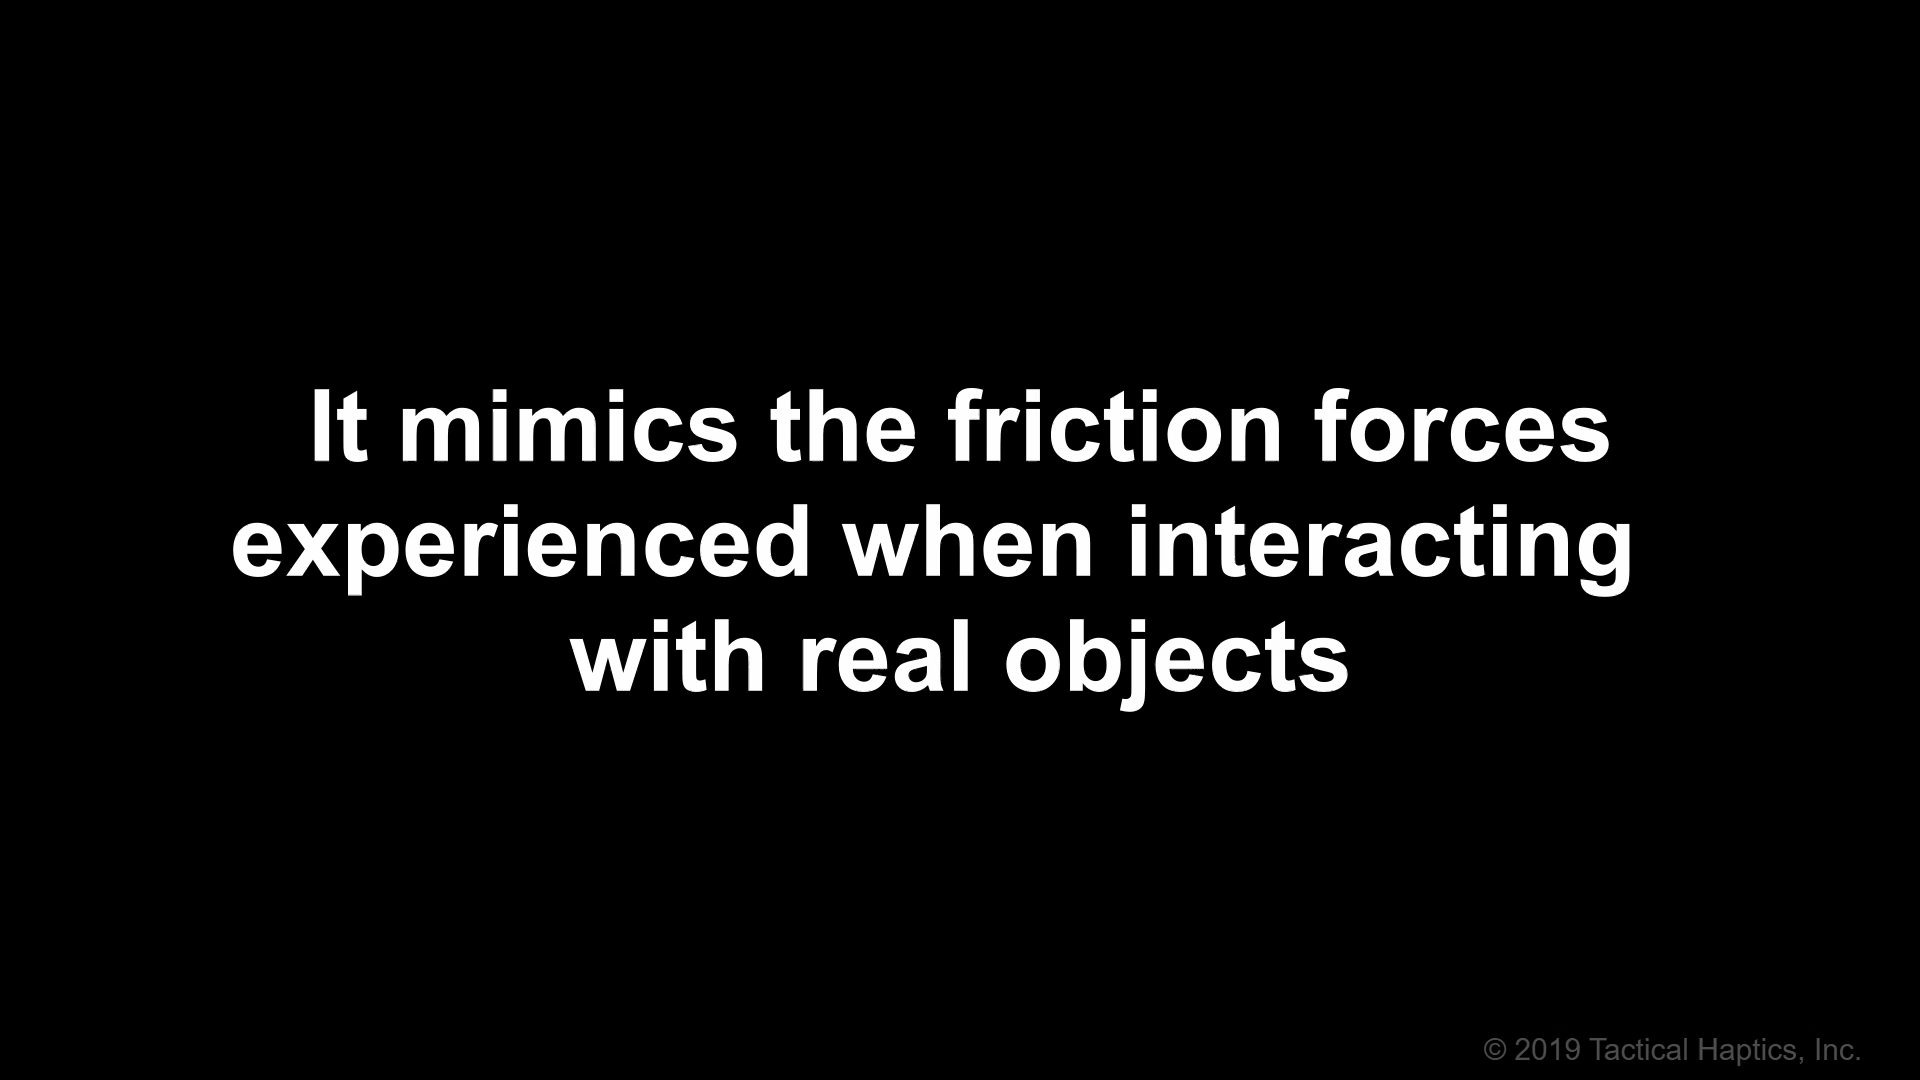 It mimics the friction forces
experienced when interacting
with real objects
© 2019 Tactical Haptics, Inc.